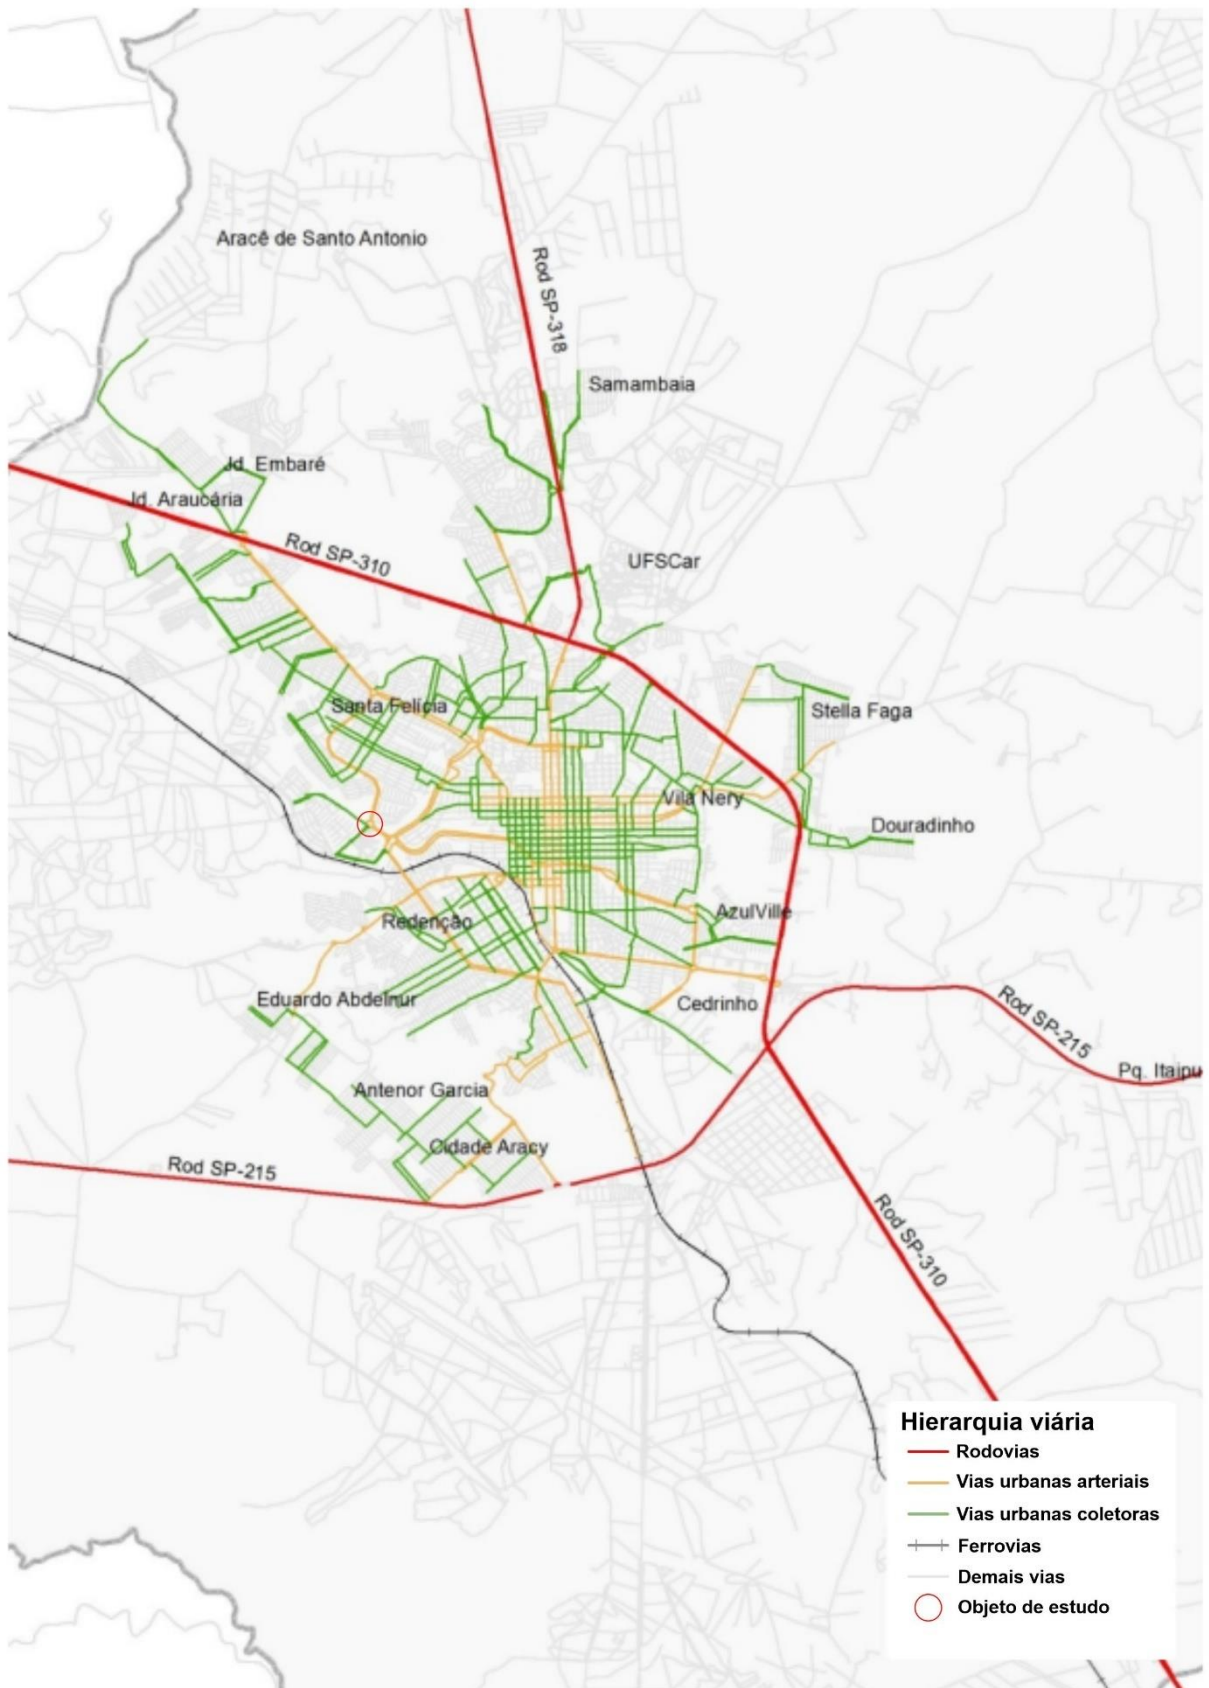 Aracê de Santo Antonio
Rod SP-318
Samambaia
Jd. Embaré
Jd. Araucária
Rod SP-310
UFSCar
Santa Felícia
Stella Faga
Vila Nery
Douradinho
AzulVille
Redenção
Eduardo Abdelnur
Cedrinho
Rod SP-215
Pq. Itaipu
Antenor Garcia
Cidade Aracy
Rod SP-215
Rod SP-310
Hierarquia viária
Rodovias
Vias urbanas arteriais
Vias urbanas coletoras
Ferrovias
Demais vias
Objeto de estudo